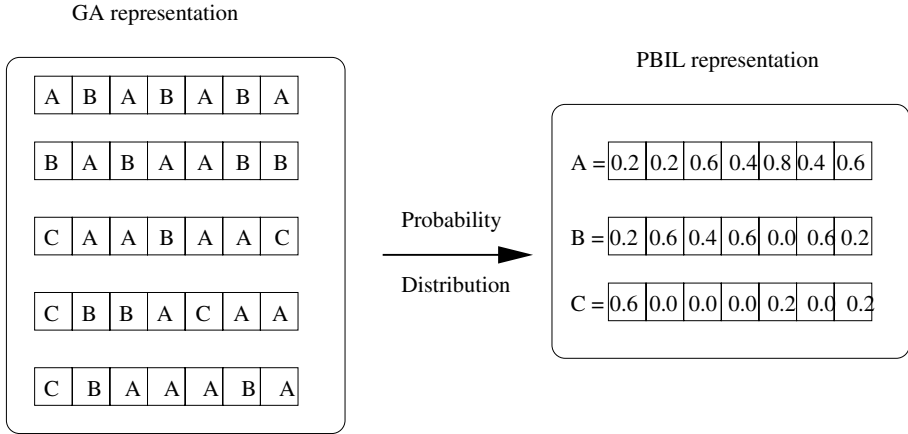 GA representation
A B A B A B A
B A B A A B B
C A A B A A C
C B B A C A A
C B A A A B A
Probability
Distribution
PBIL representation
A = 0.2 0.2 0.6 0.4 0.8 0.4 0.6
B = 0.2 0.6 0.4 0.6 0.0 0.6 0.2
C = 0.6 0.0 0.0 0.0 0.2 0.0 0.2